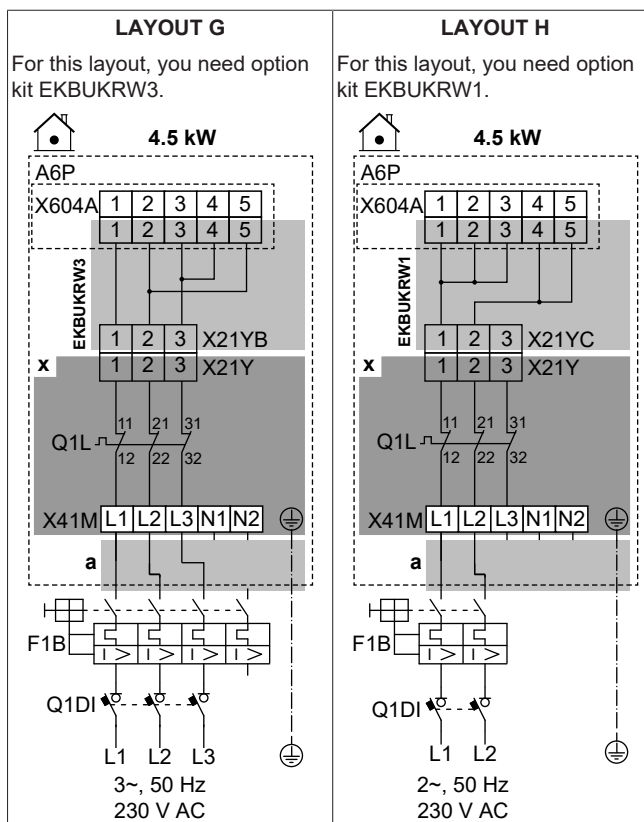 LAYOUT G
For this layout, you need option
kit EKBUKRW3.
4.5 kW
A6P
X604A 1 2 3 4 5
1 2 3 4 5
EKBUKRW3
1 2 3 X21YB
x 1 2 3 X21Y
11 21 31
Q1L
12 22 32
X41M L1 L2 L3 N1 N2
a
F1B
I > I > I > I >
Q1DI
L1 L2 L3
3~, 50 Hz
230 V AC
LAYOUT H
For this layout, you need option
kit EKBUKRW1.
4.5 kW
A6P
X604A 1 2 3 4 5
1 2 3 4 5
EKBUKRW1
1 2 3 X21YC
x 1 2 3 X21Y
11 21 31
Q1L
12 22 32
X41M L1 L2 L3 N1 N2
a
F1B
I > I >
Q1DI
L1 L2
2~, 50 Hz
230 V AC